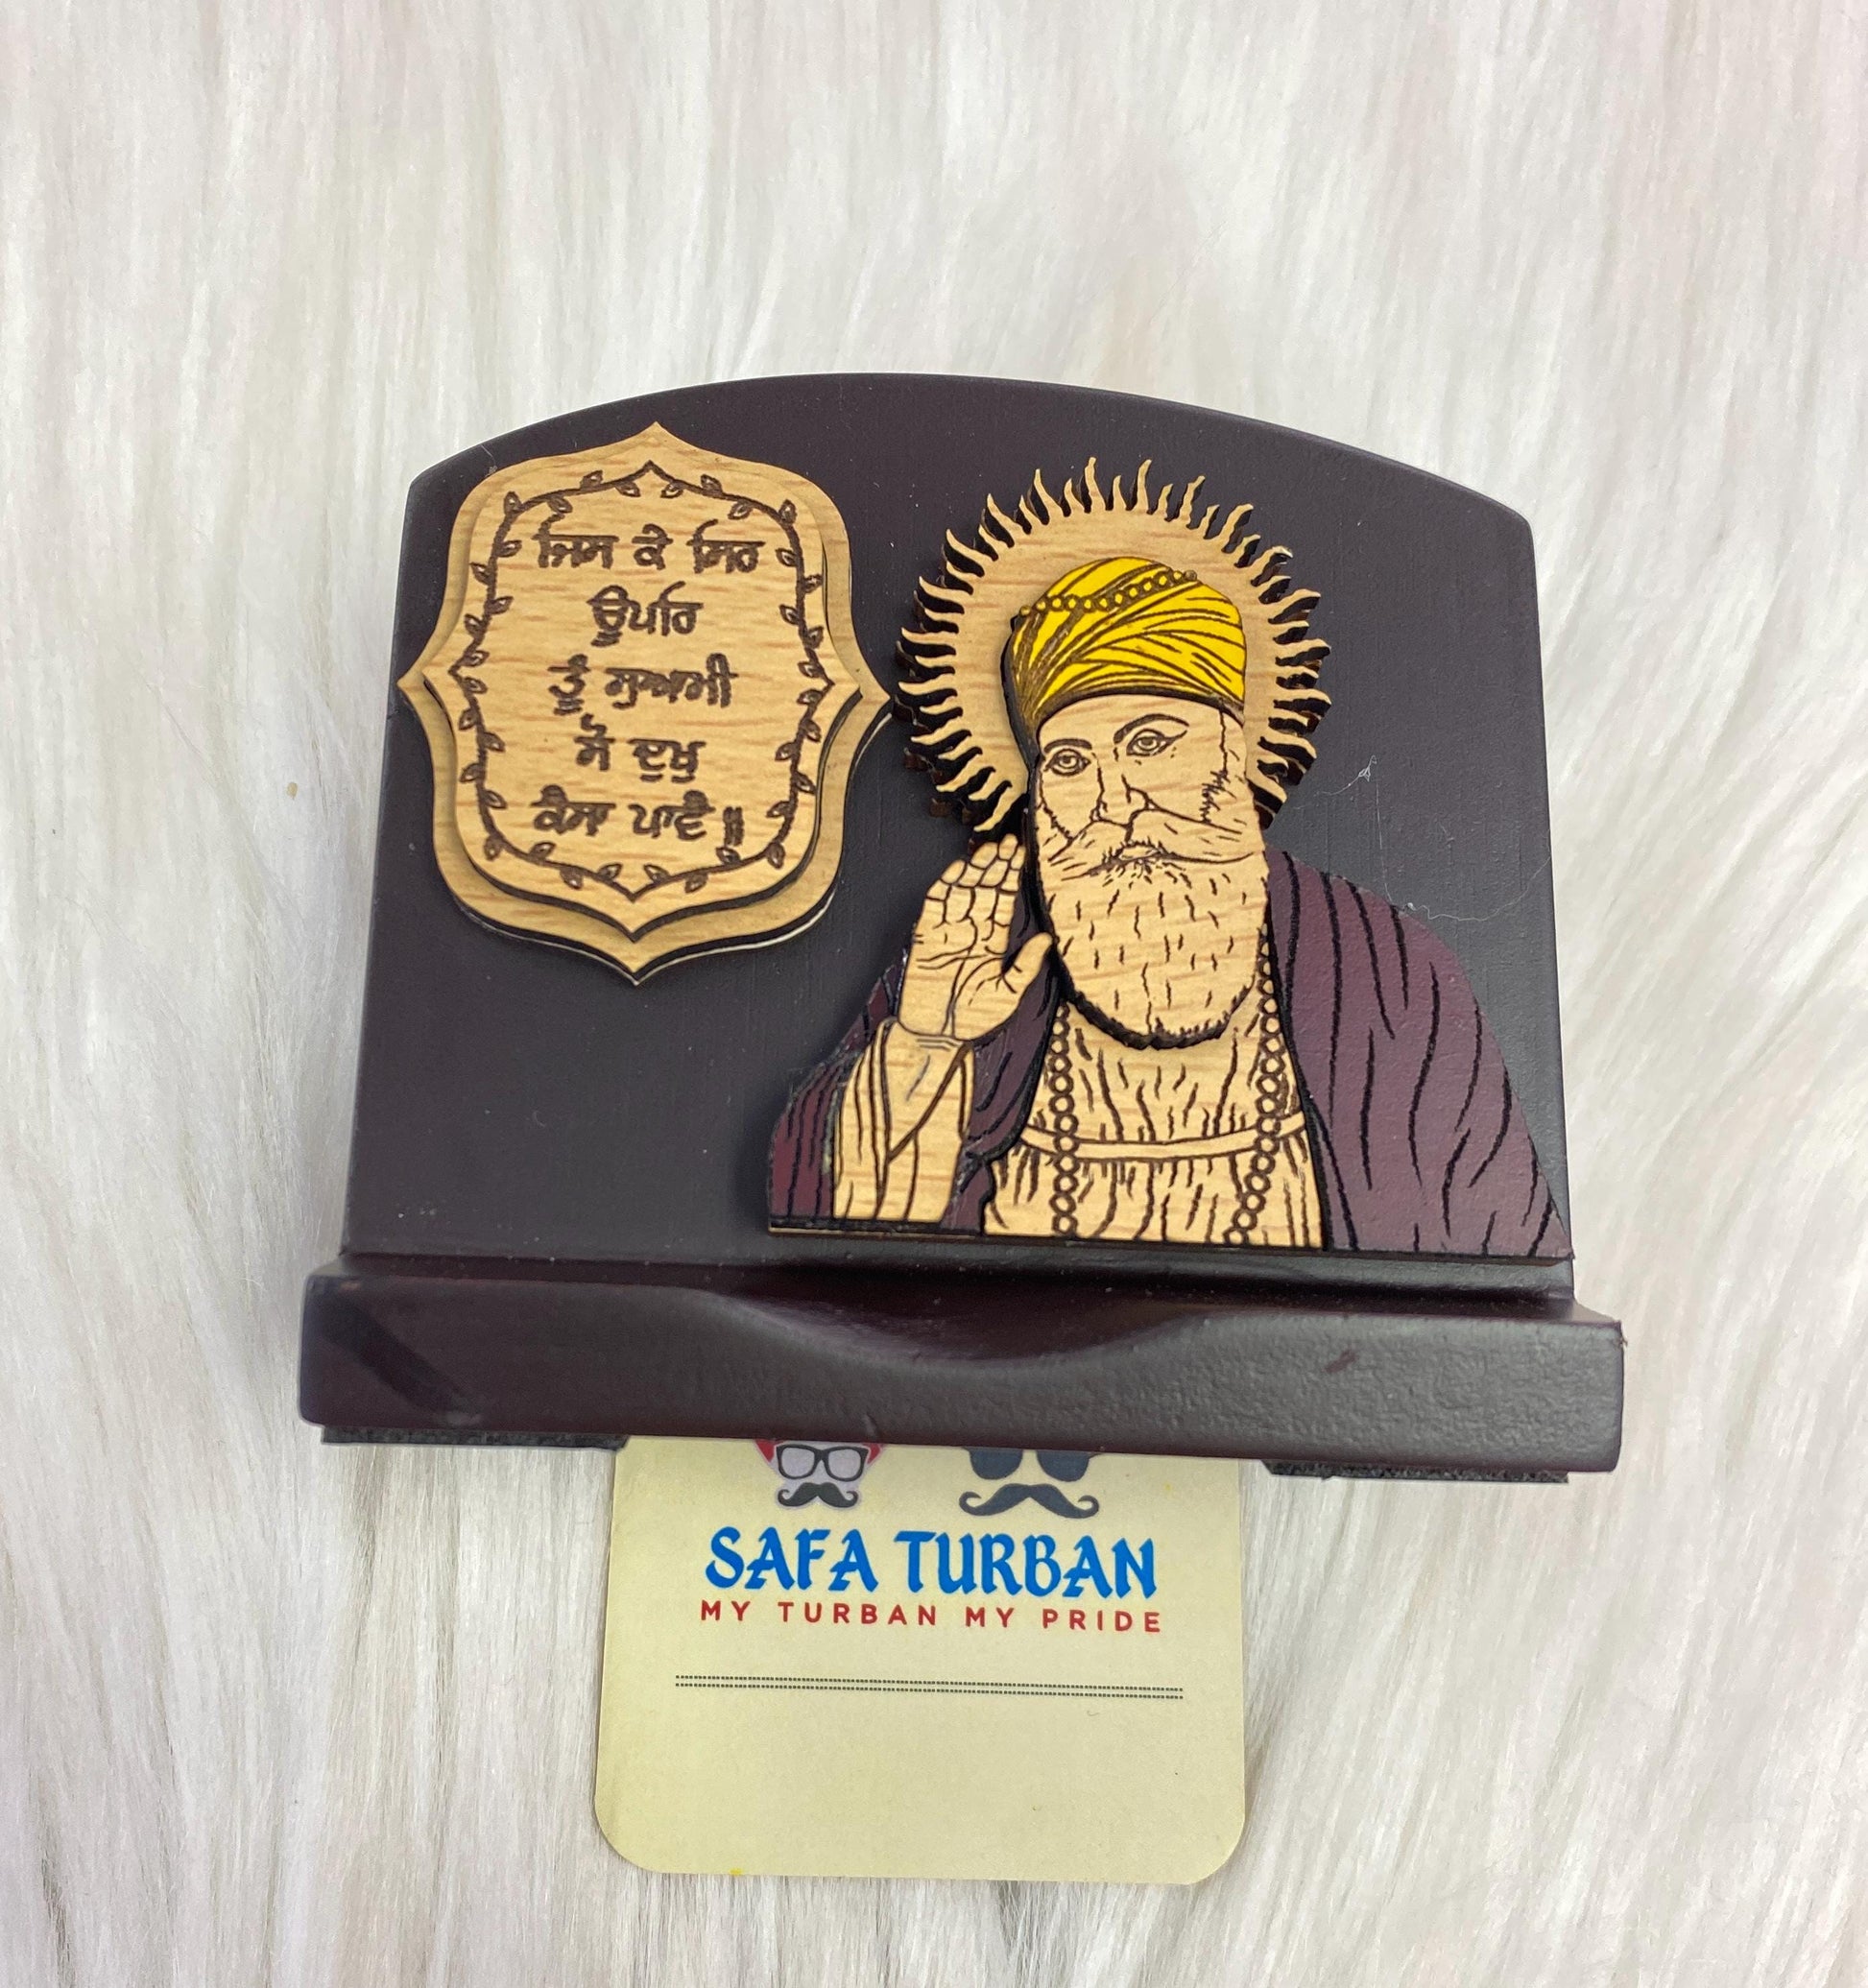 ਜਿਸ ਕੇ ਸਿਰ
ਊਪਰਿ
ਤੂੰ ਸੁਆਮੀ
ਸੋ ਦੁਖੁ
ਕੈਸਾ ਪਾਵੈ॥
SAFA TURBAN
MY TURBAN MY PRIDE